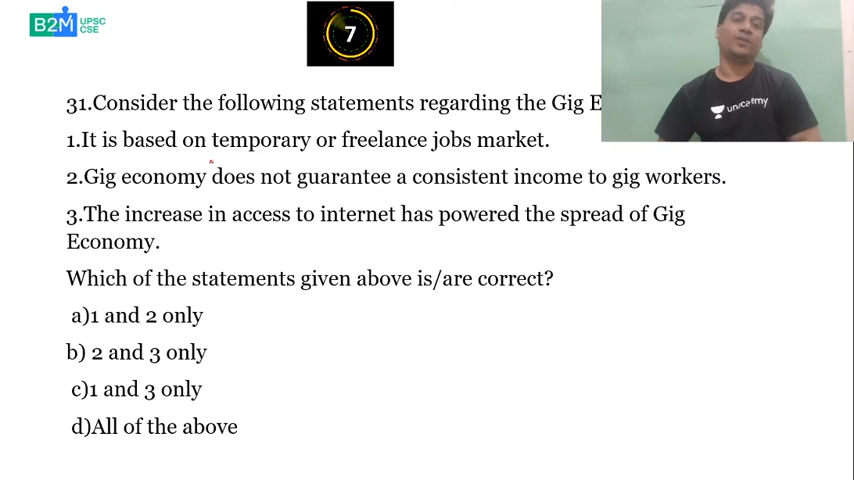 B2M UPSC
CSE
7
unacademy
31.Consider the following statements regarding the Gig E
1.It is based on temporary or freelance jobs market.
2.Gig economy does not guarantee a consistent income to gig workers.
3.The increase in access to internet has powered the spread of Gig
Economy.
Which of the statements given above is/are correct?
a)1 and 2 only
b) 2 and 3 only
c)1 and 3 only
d)All of the above